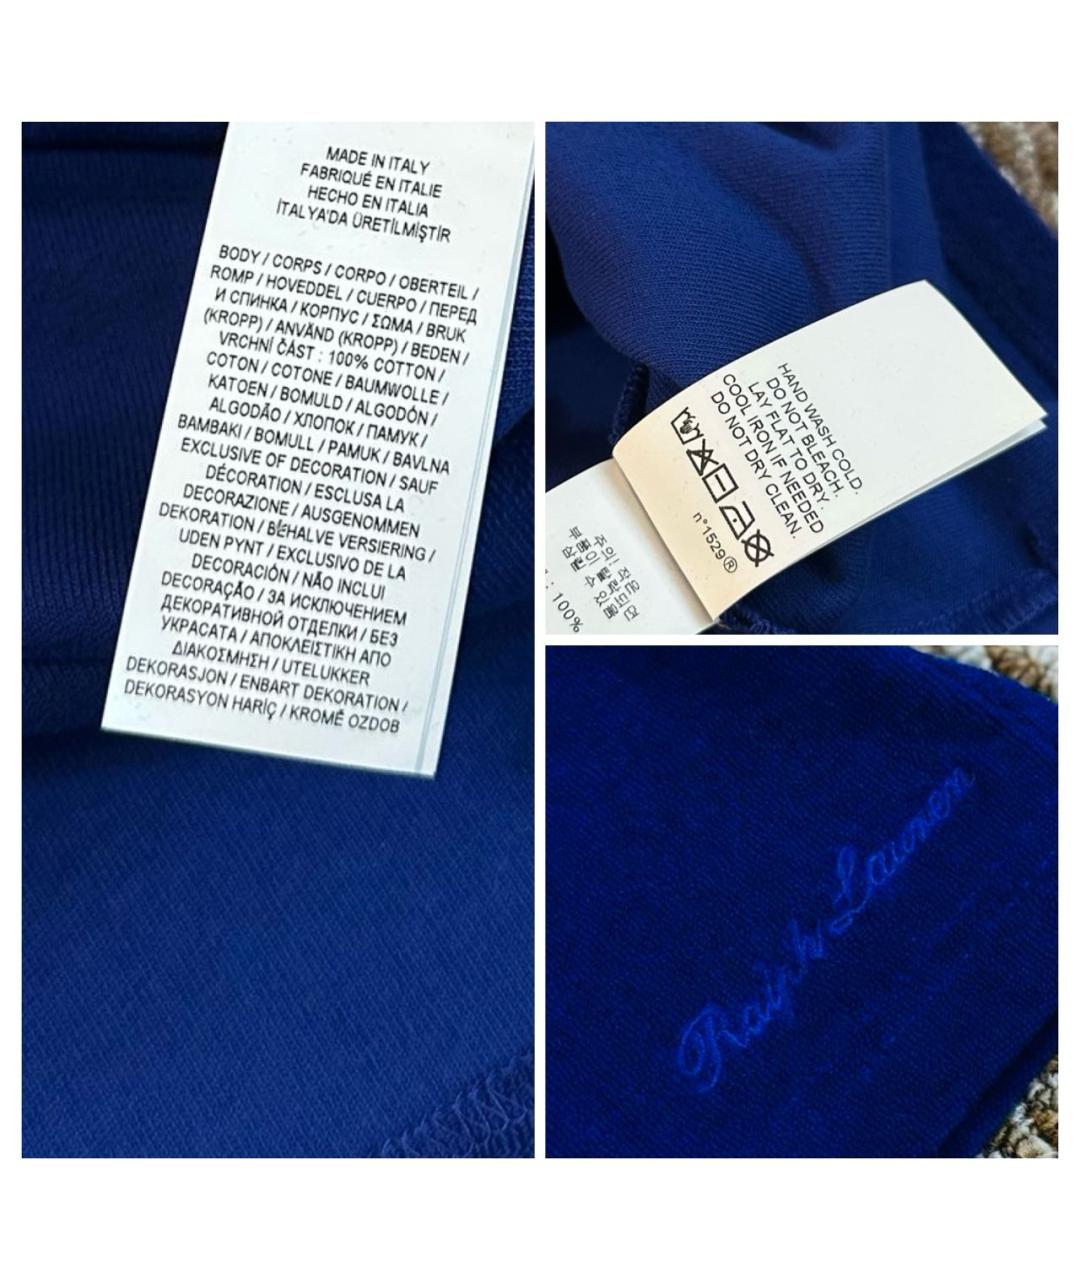 MADE IN ITALY
FABRIQUÉ EN ITALIE
HECHO EN ITALIA
İTALYA'DA ÜRETİLMİŞTİR
BODY / CORPS / CORPO / OBERTEIL /
ROMP / HOVEDDEL / CUERPO / ПЕРЕД
И СПИНКА / КОРПУС / ΣΩΜΑ / BRUK
(KROPP) / ANVÄND (KROPP) / BEDEN /
VRCHNÍ ČÁST : 100% COTTON /
COTON / COTONE / BAUMWOLLE /
KATOEN / BOMULD / ALGODÓN /
ALGODÃO / ХЛОПОК / ПАМУК /
BAMBAKI / BOMULL / PAMUK / BAVLNA
EXCLUSIVE OF DECORATION / SAUF
DÉCORATION / ESCLUSA LA
DECORAZIONE / AUSGENOMMEN
DEKORATION / BEHALVE VERSIERING /
UDEN PYNT / EXCLUSIVO DE LA
DECORACIÓN / NÃO INCLUI
DECORAÇÃO / ЗА ИСКЛЮЧЕНИЕМ
ДЕКОРАТИВНОЙ ОТДЕЛКИ / БЕЗ
УКРАСАТА / ΑΠΟΚΛΕΙΣΤΙΚΗ ΑΠΟ
ΔΙΑΚΟΣΜΗΣΗ / UTELUKKER
DEKORASJON / ENBART DEKORATION /
DEKORASYON HARİÇ / KROMĚ OZDOB
HAND WASH COLD.
DO NOT BLEACH.
LAY FLAT TO DRY.
COOL IRON IF NEEDED
DO NOT DRY CLEAN.
n°1529®
: 100%
Ralph Lauren